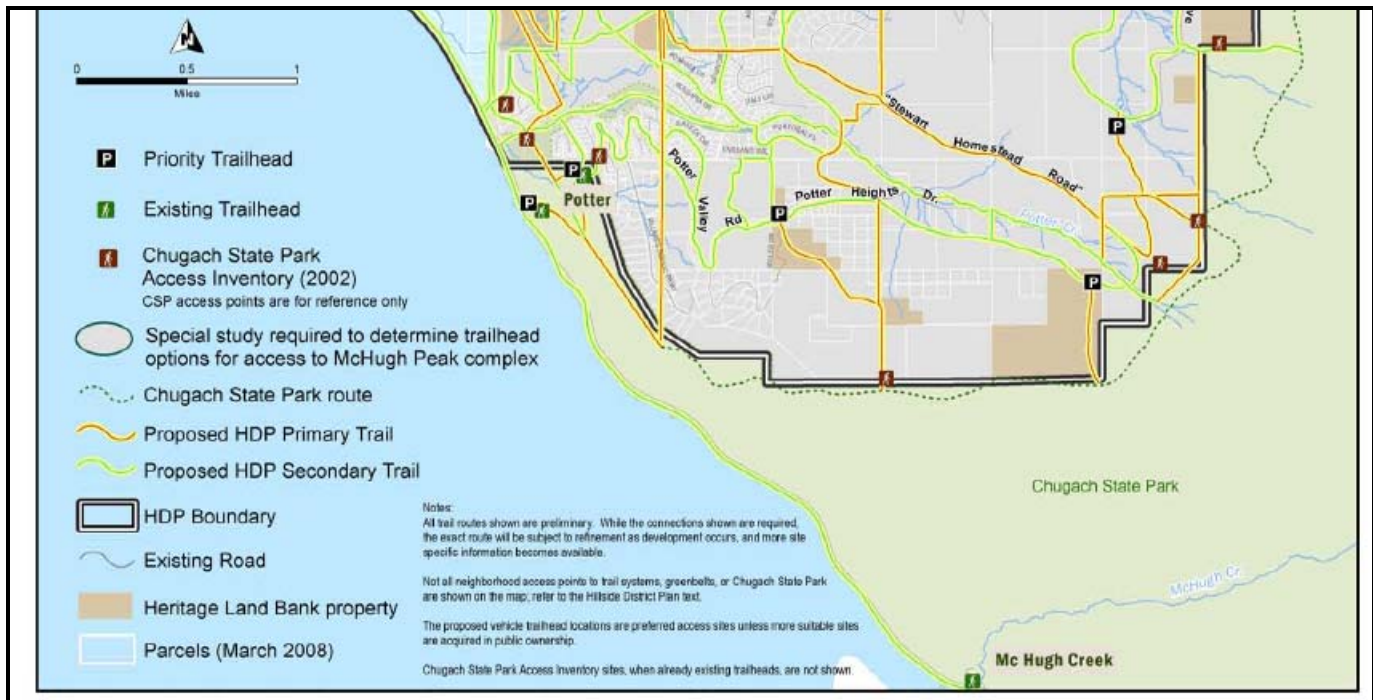 N
0 0.5 1
Miles
P Priority Trailhead
Existing Trailhead
Chugach State Park
Access Inventory (2002)
CSP access points are for reference only
Special study required to determine trailhead
options for access to McHugh Peak complex
Chugach State Park route
Proposed HDP Primary Trail
Proposed HDP Secondary Trail
HDP Boundary
Existing Road
Heritage Land Bank property
Parcels (March 2008)
Notes:
All trail routes shown are preliminary. While the connections shown are required,
the exact route will be subject to refinement as development occurs, and more site
specific information becomes available.
Not all neighborhood access points to trail systems, greenbelts, or Chugach State Park
are shown on the map; refer to the Hillside District Plan text.
The proposed vehicle trailhead locations are preferred access sites unless more suitable sites
are acquired in public ownership.
Chugach State Park Access Inventory sites, when already existing trailheads, are not shown.
P
P
Potter
Potter Valley Rd
P
Potter Heights Dr.
"Stewart Homestead Road"
P
Potter Cr
P
Chugach State Park
McHugh Cr
Mc Hugh Creek